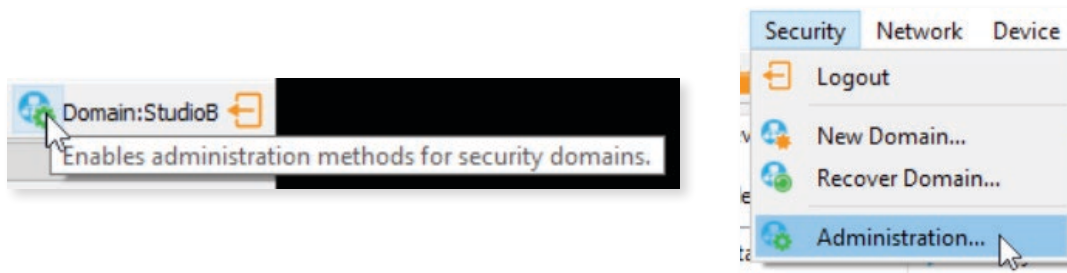 Domain:StudioB
Enables administration methods for security domains.
Security Network Device
Logout
New Domain...
Recover Domain...
Administration...